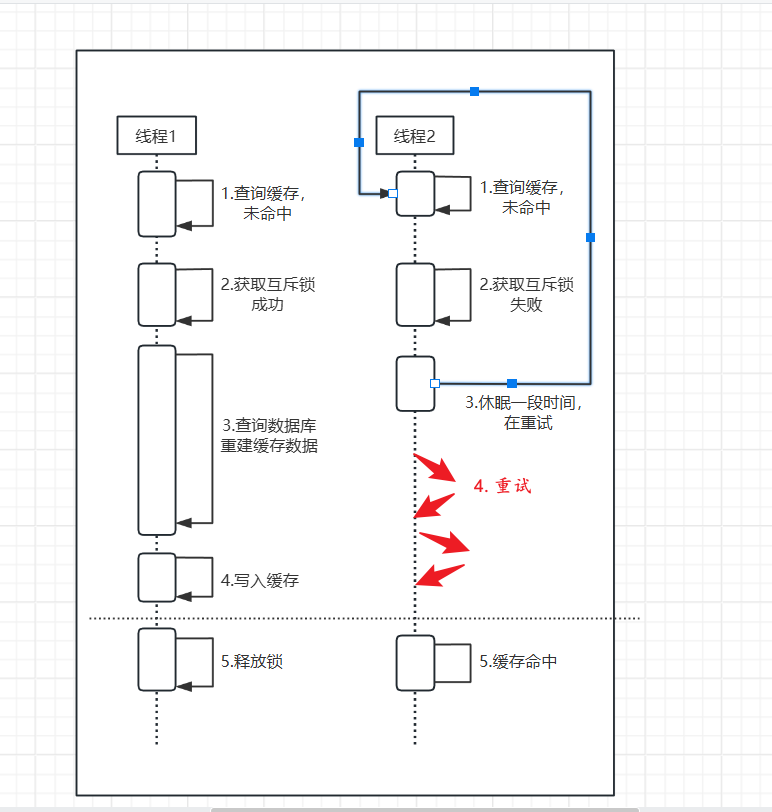 线程1
线程2
1.查询缓存，
未命中
1.查询缓存，
未命中
2.获取互斥锁
成功
2.获取互斥锁
失败
3.查询数据库
重建缓存数据
3.休眠一段时间，
在重试
4. 重试
4.写入缓存
5.释放锁
5.缓存命中